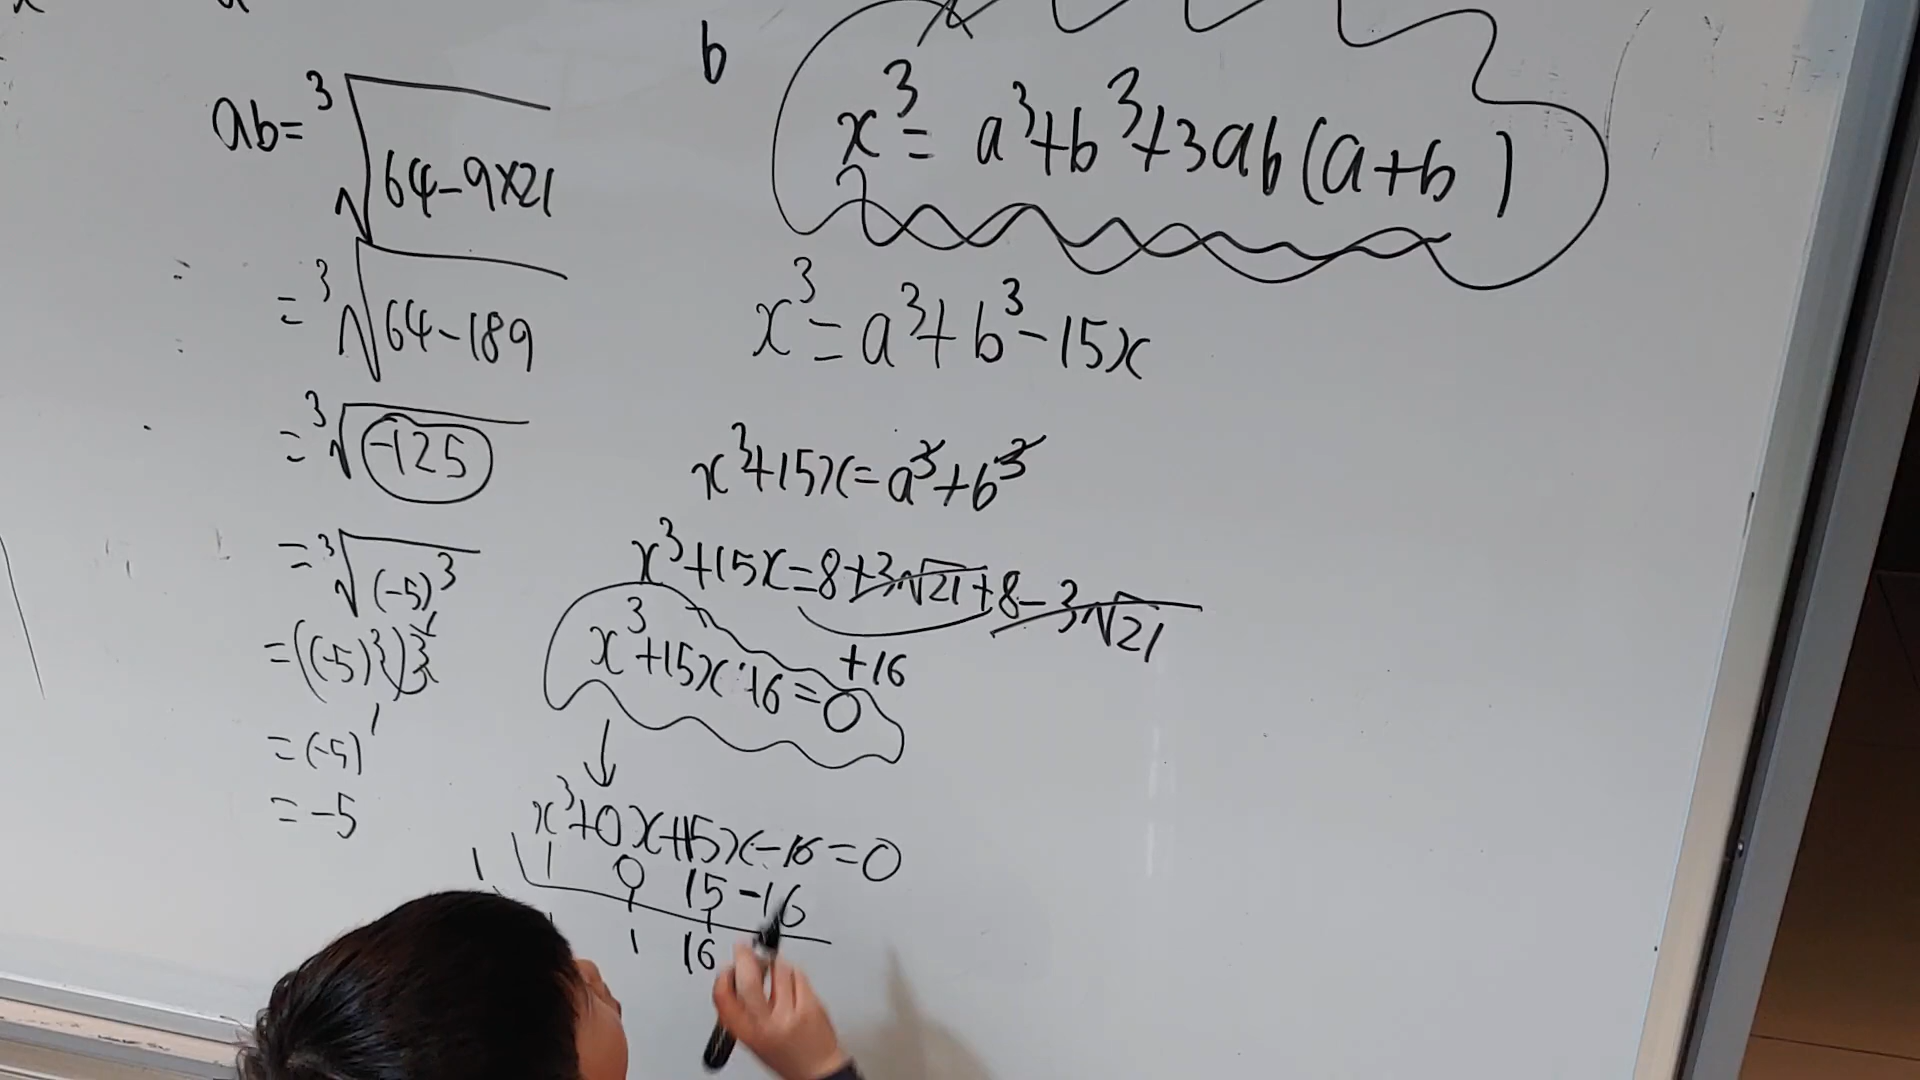 ab=³√64-9×21
=³√64-189
=³√-125
=³√(-5)³
=((-5)³)⅓
=(-5)¹
=-5
b
x³=a³+b³+3ab(a+b)
x³=a³+b³-15x
x³+15x=a³+b³
x³+15x=8+3√21+8-3√21
+16
x³+15x-16=0
↓
x³+0x+15x-16=0
1 1 0 15 -16
1 16